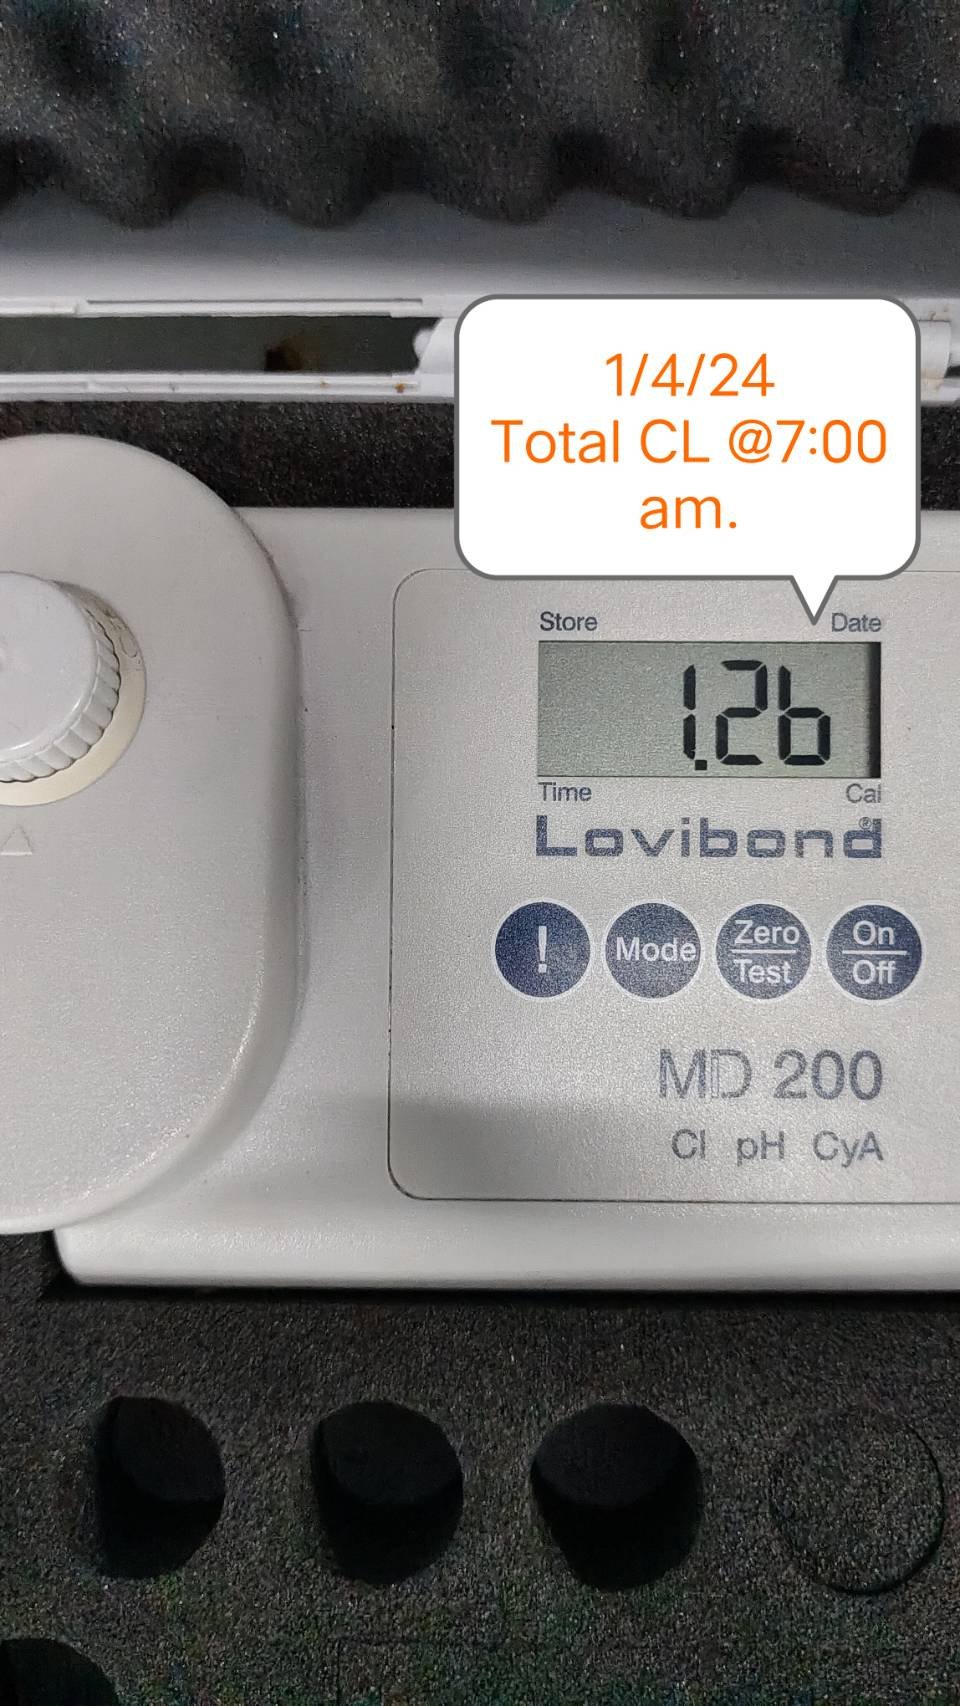 1/4/24
Total CL @7:00
am.
Store Date
1.26
Time Cal
Lovibond®
! Mode Zero On
Test Off
MD 200
Cl pH CyA